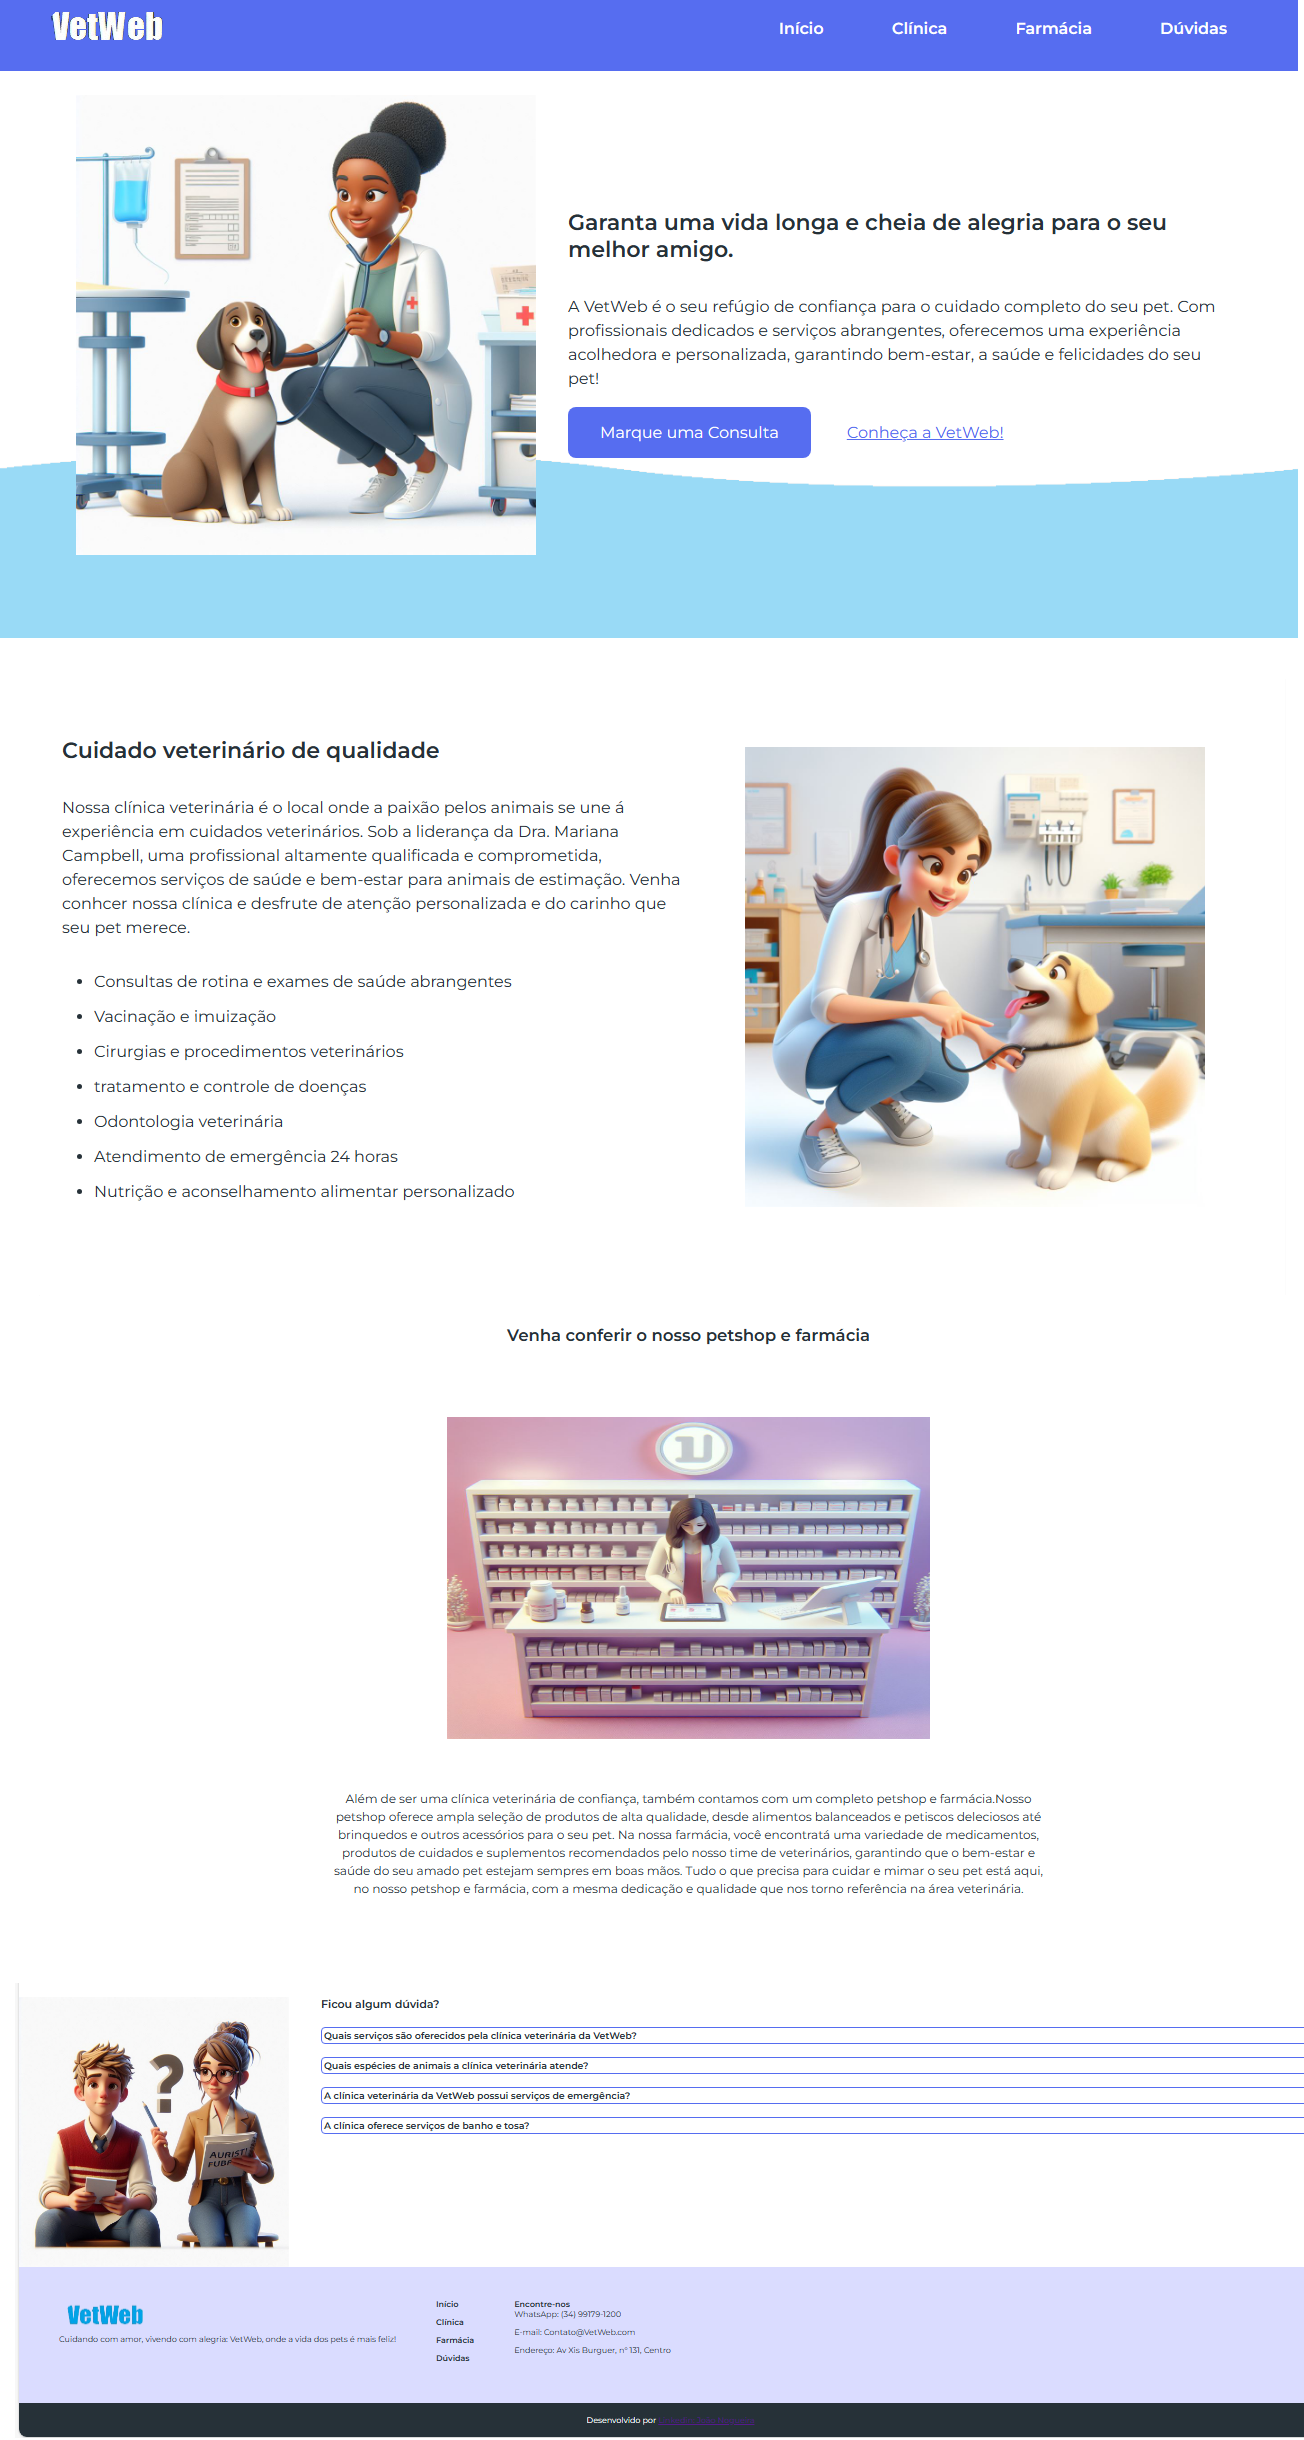 VetWeb
Início
Clínica
Farmácia
Dúvidas
Garanta uma vida longa e cheia de alegria para o seu
melhor amigo.
A VetWeb é o seu refúgio de confiança para o cuidado completo do seu pet. Com
profissionais dedicados e serviços abrangentes, oferecemos uma experiência
acolhedora e personalizada, garantindo bem-estar, a saúde e felicidades do seu
pet!
Marque uma Consulta
Conheça a VetWeb!
Cuidado veterinário de qualidade
Nossa clínica veterinária é o local onde a paixão pelos animais se une á
experiência em cuidados veterinários. Sob a liderança da Dra. Mariana
Campbell, uma profissional altamente qualificada e comprometida,
oferecemos serviços de saúde e bem-estar para animais de estimação. Venha
conhcer nossa clínica e desfrute de atenção personalizada e do carinho que
seu pet merece.
• Consultas de rotina e exames de saúde abrangentes
• Vacinação e imuização
• Cirurgias e procedimentos veterinários
• tratamento e controle de doenças
• Odontologia veterinária
• Atendimento de emergência 24 horas
• Nutrição e aconselhamento alimentar personalizado
Venha conferir o nosso petshop e farmácia
Além de ser uma clínica veterinária de confiança, também contamos com um completo petshop e farmácia.Nosso
petshop oferece ampla seleção de produtos de alta qualidade, desde alimentos balanceados e petiscos deleciosos até
brinquedos e outros acessórios para o seu pet. Na nossa farmácia, você encontratá uma variedade de medicamentos,
produtos de cuidados e suplementos recomendados pelo nosso time de veterinários, garantindo que o bem-estar e
saúde do seu amado pet estejam sempre em boas mãos. Tudo o que precisa para cuidar e mimar o seu pet está aqui,
no nosso petshop e farmácia, com a mesma dedicação e qualidade que nos torno referência na área veterinária.
?
AURIST
FUBA
Ficou algum dúvida?
Quais serviços são oferecidos pela clínica veterinária da VetWeb?
Quais espécies de animais a clínica veterinária atende?
A clínica veterinária da VetWeb possui serviços de emergência?
A clínica oferece serviços de banho e tosa?
VetWeb
Cuidando com amor, vivendo com alegria: VetWeb, onde a vida dos pets é mais feliz!
Início
Clínica
Farmácia
Dúvidas
Encontre-nos
WhatsApp: (34) 99179-1200
E-mail: Contato@VetWeb.com
Endereço: Av Xis Burguer, n° 131, Centro
Desenvolvido por